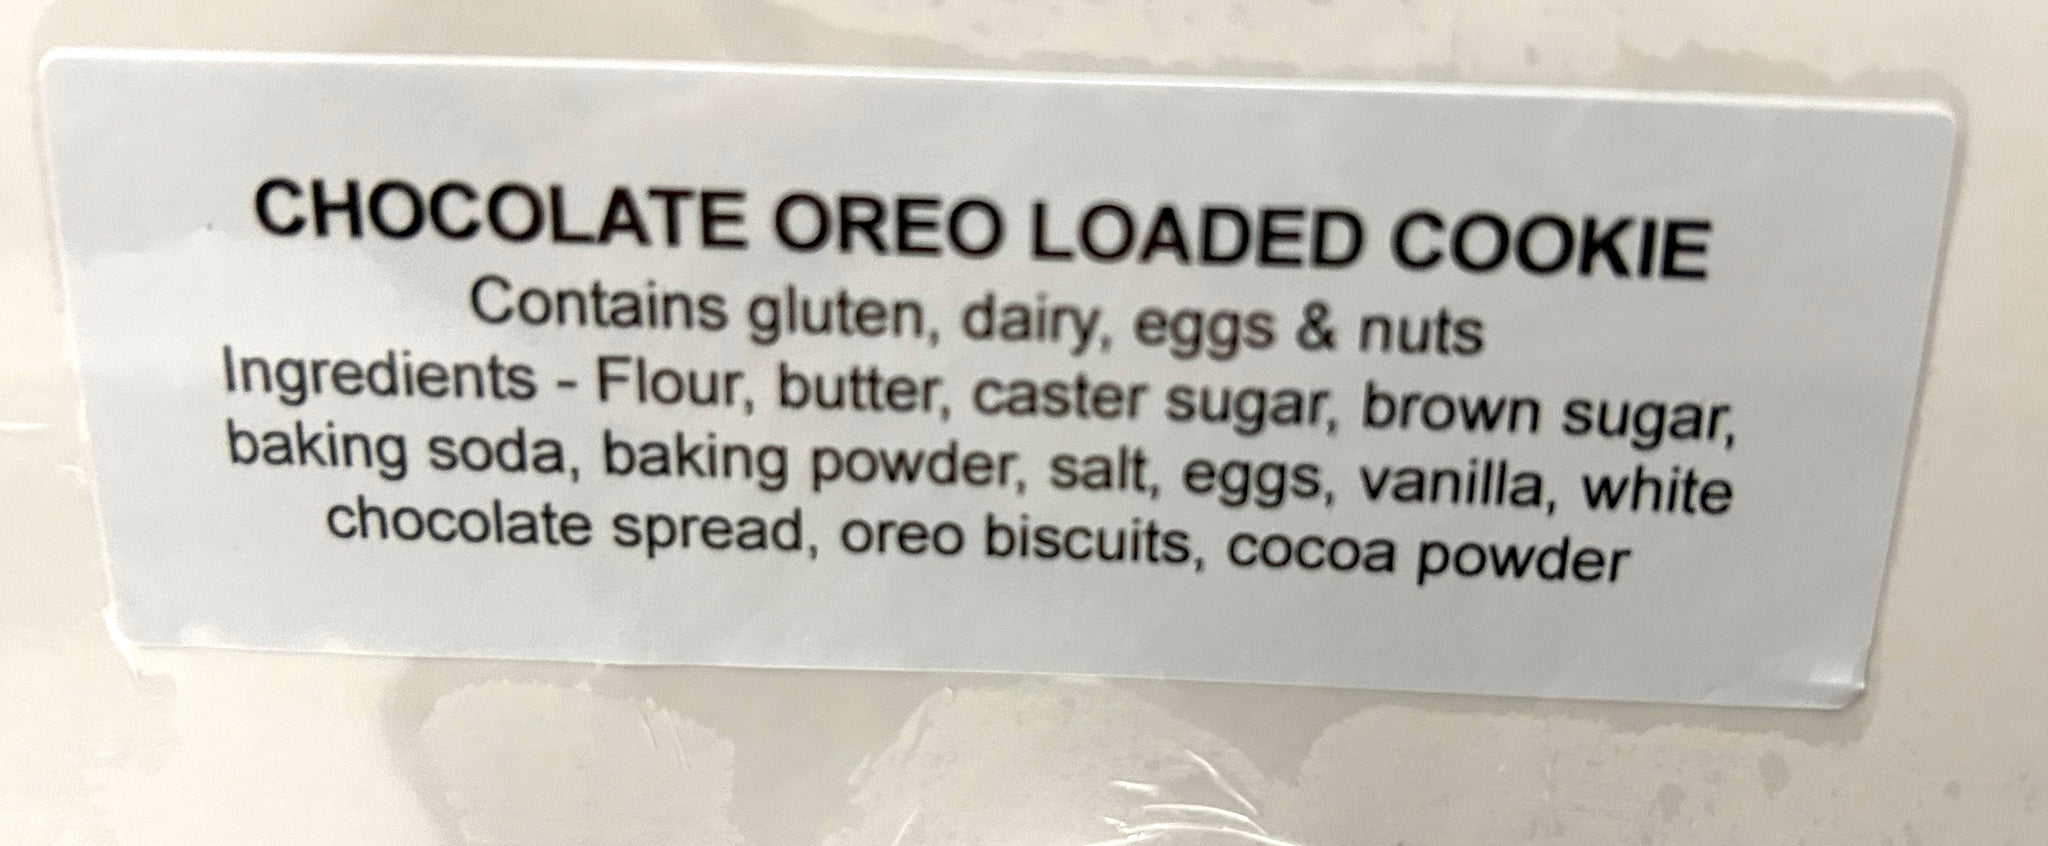 CHOCOLATE OREO LOADED COOKIE
Contains gluten, dairy, eggs & nuts
Ingredients - Flour, butter, caster sugar, brown sugar,
baking soda, baking powder, salt, eggs, vanilla, white
chocolate spread, oreo biscuits, cocoa powder